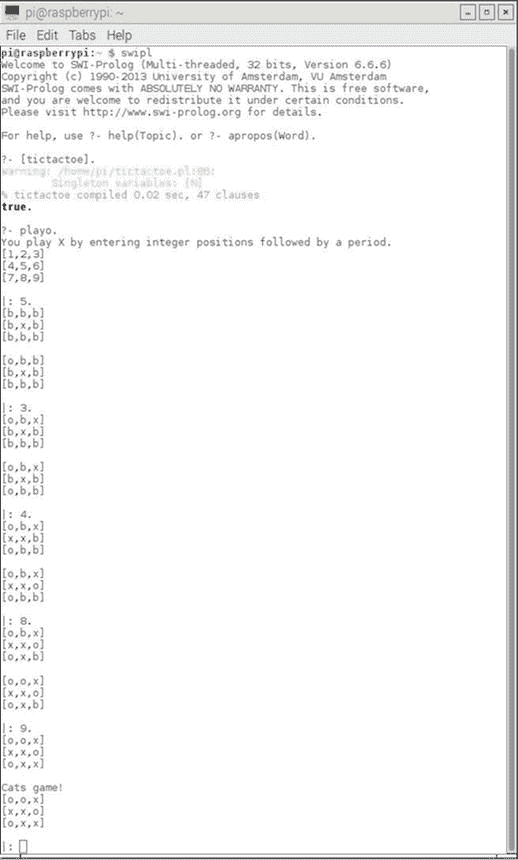 pi@raspberrypi: ~
File Edit Tabs Help
pi@raspberrypi:~ $ swipl
Welcome to SWI-Prolog (Multi-threaded, 32 bits, Version 6.6.6)
Copyright (c) 1990-2013 University of Amsterdam, VU Amsterdam
SWI-Prolog comes with ABSOLUTELY NO WARRANTY. This is free software,
and you are welcome to redistribute it under certain conditions.
Please visit http://www.swi-prolog.org for details.
For help, use ?- help(Topic). or ?- apropos(Word).
?- [tictactoe].
Warning: /home/pi/tictactoe.pl:
Singleton variables: [N]
% tictactoe compiled 0.02 sec, 47 clauses
true.
?- playo.
You play X by entering integer positions followed by a period.
[1,2,3]
[4,5,6]
[7,8,9]
|: 5.
[b,b,b]
[b,x,b]
[b,b,b]
[o,b,b]
[b,x,b]
[b,b,b]
|: 3.
[o,b,x]
[b,x,b]
[b,b,b]
[o,b,x]
[b,x,b]
[o,b,b]
|: 4.
[o,b,x]
[x,x,b]
[o,b,b]
[o,b,x]
[x,x,o]
[o,b,b]
|: 8.
[o,b,x]
[x,x,o]
[o,x,b]
[o,o,x]
[x,x,o]
[o,x,b]
|: 9.
[o,o,x]
[x,x,o]
[o,x,x]
Cats game!
[o,o,x]
[x,x,o]
[o,x,x]
|: